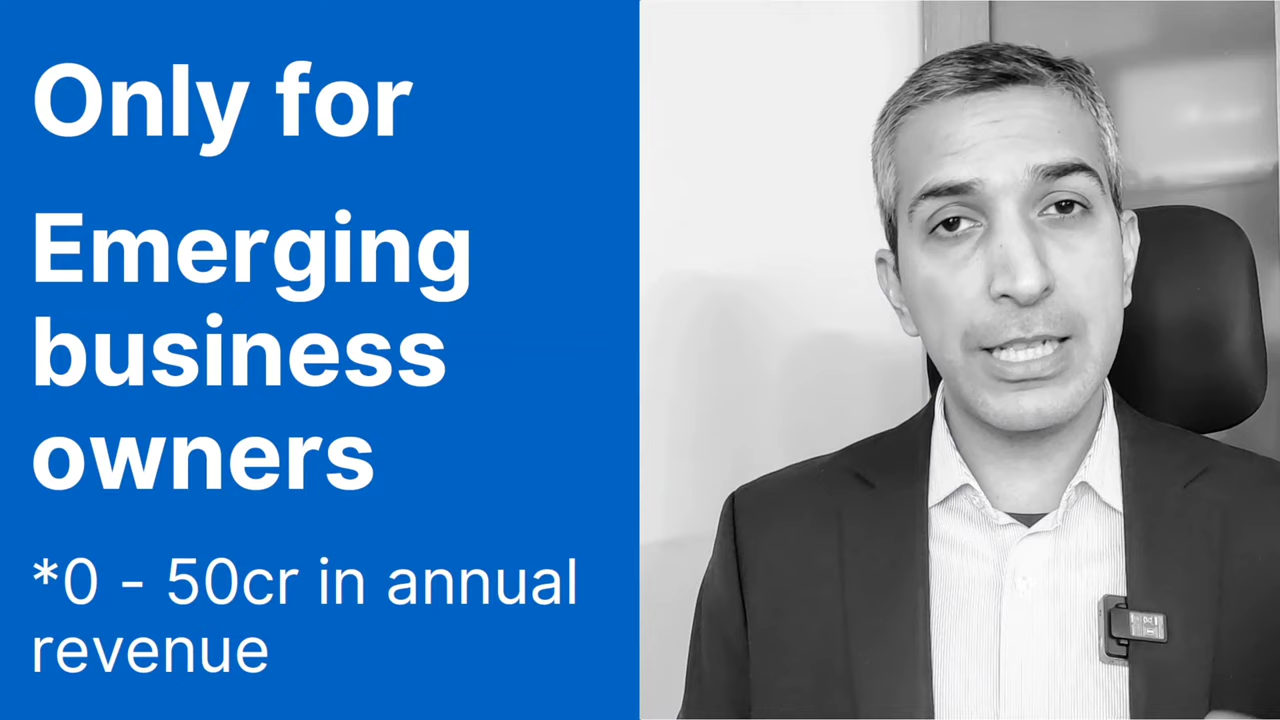 Only for
Emerging
business
owners
*0 - 50cr in annual
revenue